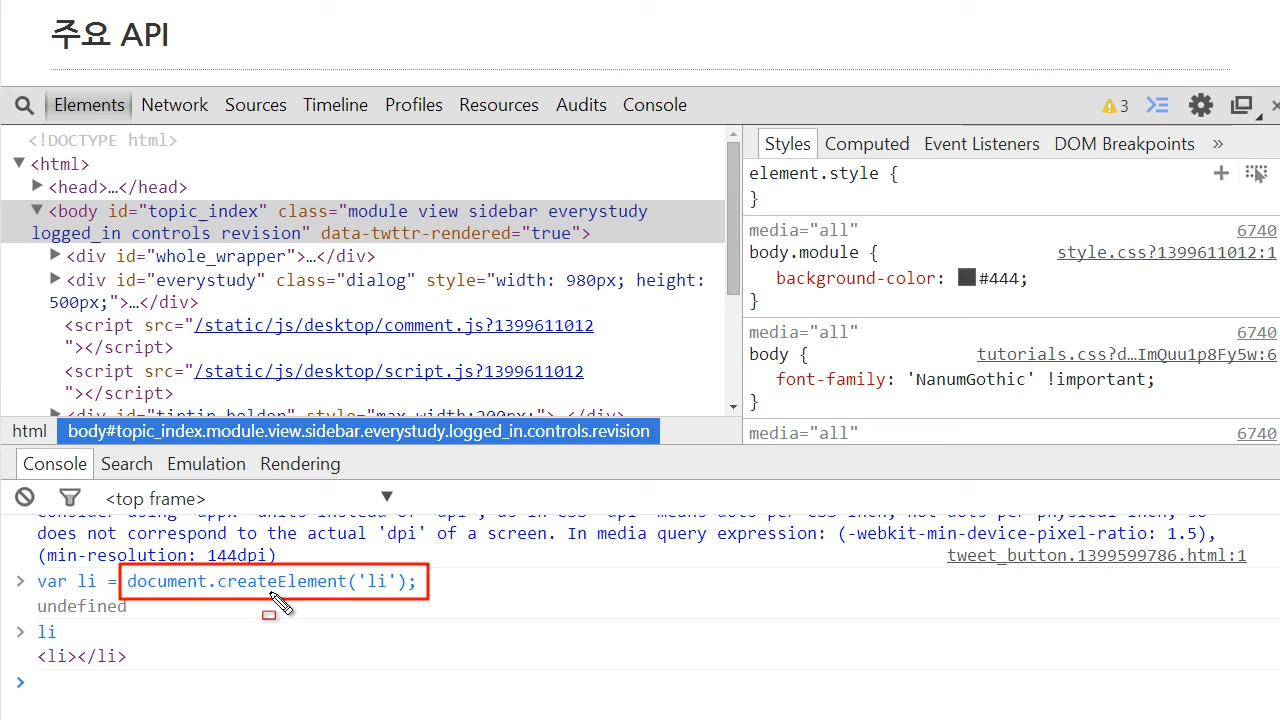 주요 API
Elements Network Sources Timeline Profiles Resources Audits Console 3
<!DOCTYPE html>
<html>
<head>…</head>
<body id="topic_index" class="module view sidebar everystudy
logged_in controls revision" data-twttr-rendered="true">
<div id="whole_wrapper">…</div>
<div id="everystudy" class="dialog" style="width: 980px; height:
500px;">…</div>
<script src="/static/js/desktop/comment.js?1399611012
"></script>
<script src="/static/js/desktop/script.js?1399611012
"></script>
<div id="tiptip_holder" style="max-width:200px;">…</div>
html body#topic_index.module.view.sidebar.everystudy.logged_in.controls.revision
Styles Computed Event Listeners DOM Breakpoints »
element.style {
}
media="all" 6740
body.module { style.css?1399611012:1
background-color: #444;
}
media="all" 6740
body { tutorials.css?d…ImQuu1p8Fy5w:6
font-family: 'NanumGothic' !important;
}
media="all" 6740
Console Search Emulation Rendering
<top frame> ▼
does not correspond to the actual 'dpi' of a screen. In media query expression: (-webkit-min-device-pixel-ratio: 1.5),
(min-resolution: 144dpi) tweet_button.1399599786.html:1
> var li = document.createElement('li');
undefined
> li
<li></li>
>